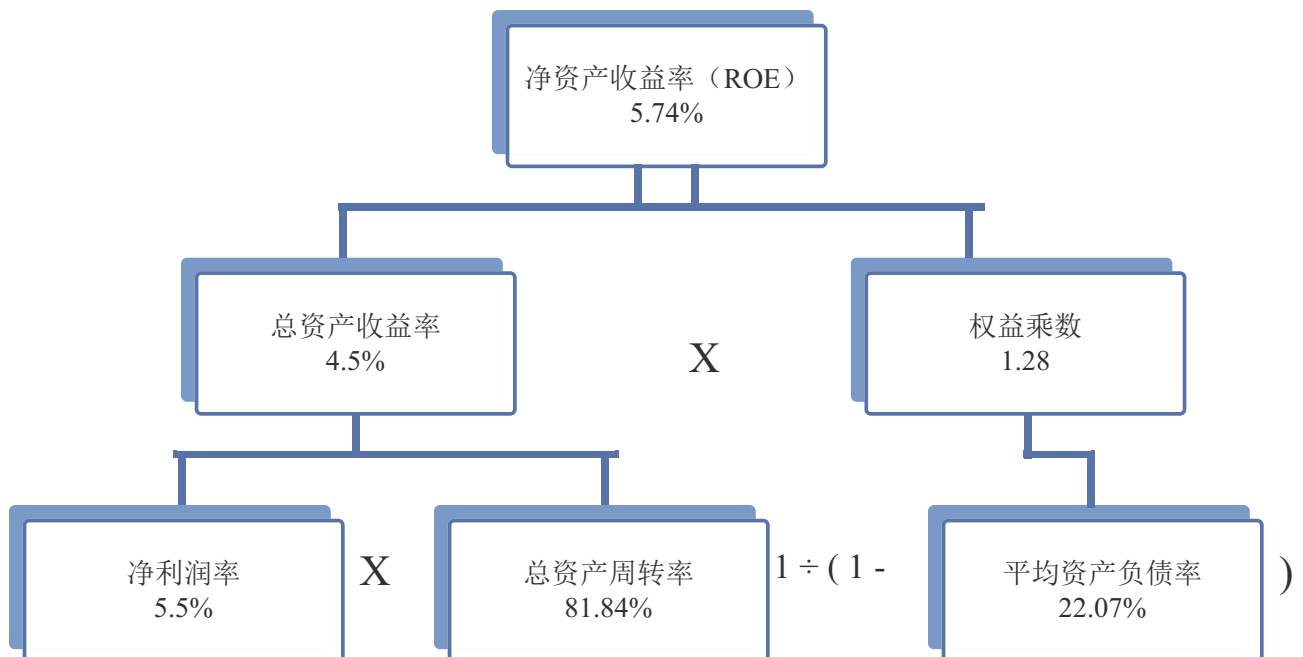 净资产收益率（ROE）
5.74%
总资产收益率
4.5%
X
权益乘数
1.28
净利润率
5.5%
X
总资产周转率
81.84%
1 ÷ ( 1 -
平均资产负债率
22.07%
)